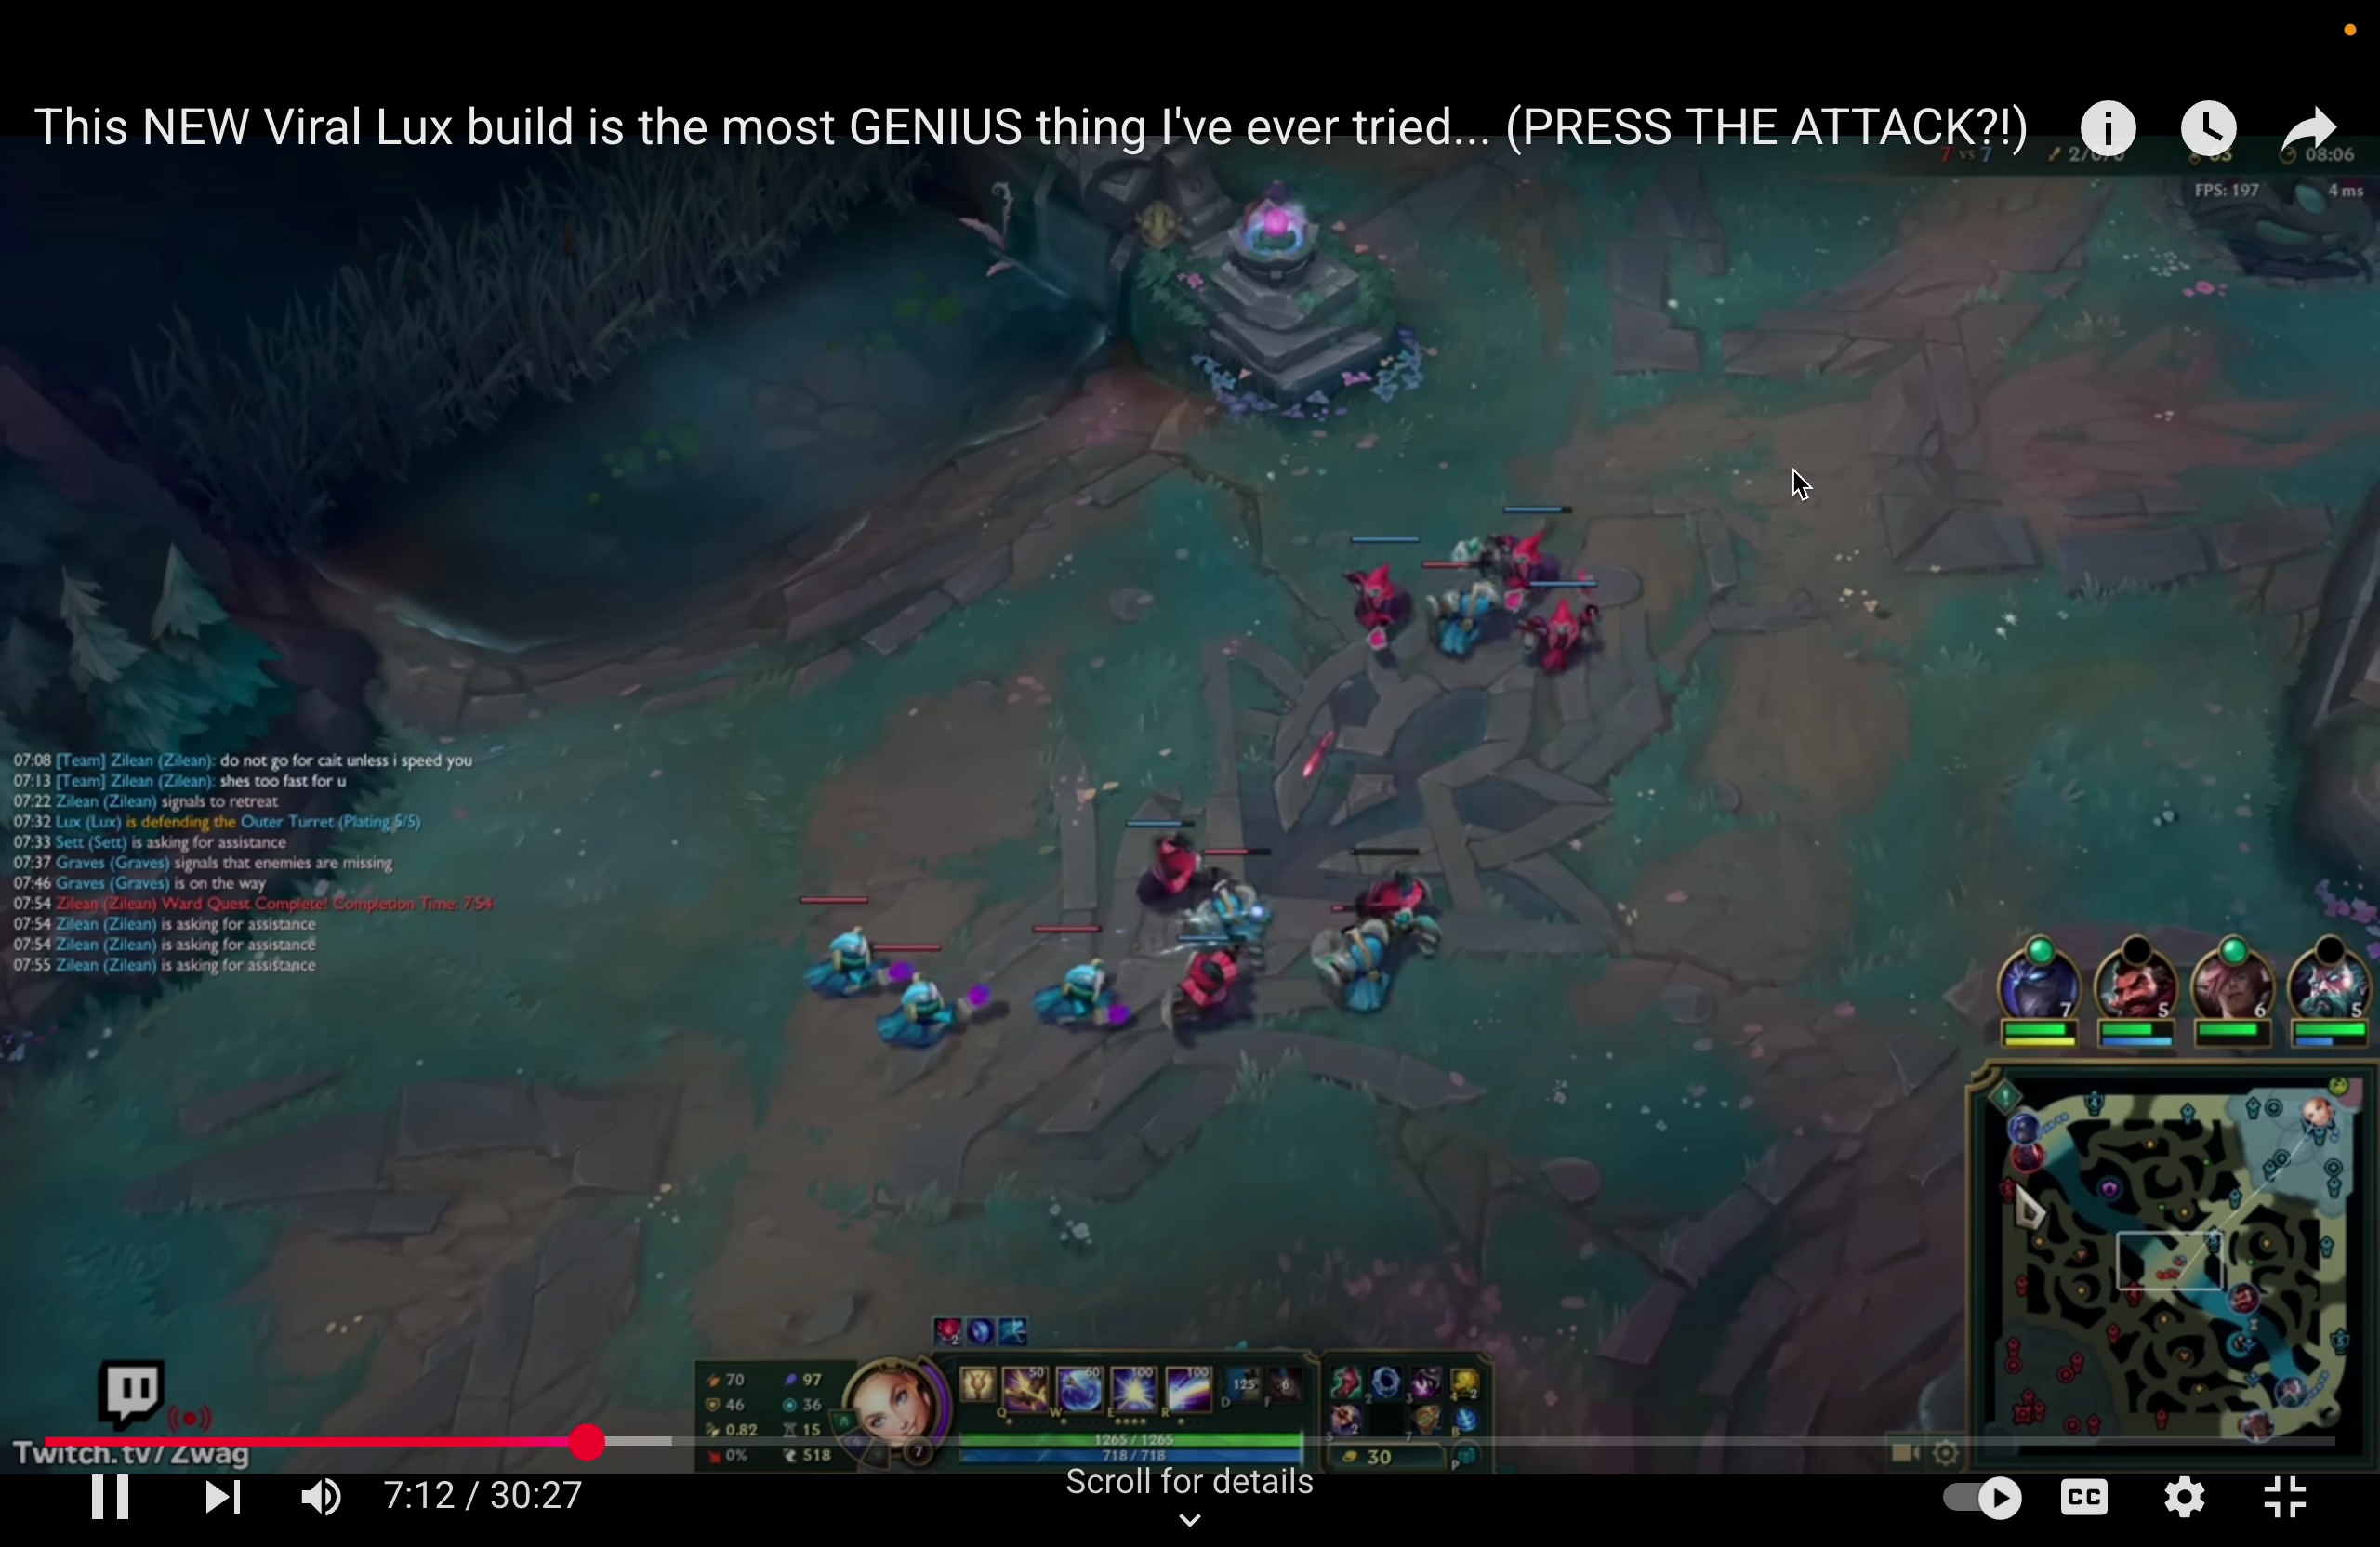 This NEW Viral Lux build is the most GENIUS thing I've ever tried... (PRESS THE ATTACK?!)
7 vs 7
08:06
FPS: 197
4 ms
07:08 [Team] Zilean (Zilean): do not go for cait unless i speed you
07:13 [Team] Zilean (Zilean): shes too fast for u
07:22 Zilean (Zilean) signals to retreat
07:32 Lux (Lux) is defending the Outer Turret (Plating 5/5)
07:33 Sett (Sett) is asking for assistance
07:37 Graves (Graves) signals that enemies are missing
07:46 Graves (Graves) is on the way
07:54 Zilean (Zilean) Ward Quest Complete! Completion Time: 7:54
07:54 Zilean (Zilean) is asking for assistance
07:54 Zilean (Zilean) is asking for assistance
07:55 Zilean (Zilean) is asking for assistance
7 5 6 5
70 97
46 36
0.82 15
0% 518
50 60 100 100 125 6
Q W E R D F
7
1265 / 1265
718 / 718
30
Twitch.tv/Zwag
7:12 / 30:27
Scroll for details
CC